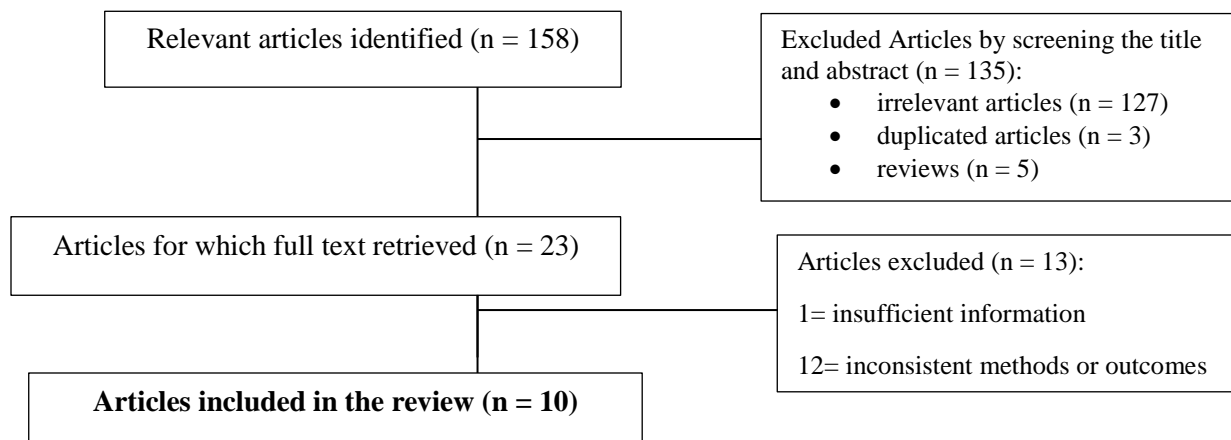 Relevant articles identified (n = 158)
Excluded Articles by screening the title
and abstract (n = 135):
• irrelevant articles (n = 127)
• duplicated articles (n = 3)
• reviews (n = 5)
Articles for which full text retrieved (n = 23)
Articles excluded (n = 13):
1= insufficient information
12= inconsistent methods or outcomes
Articles included in the review (n = 10)